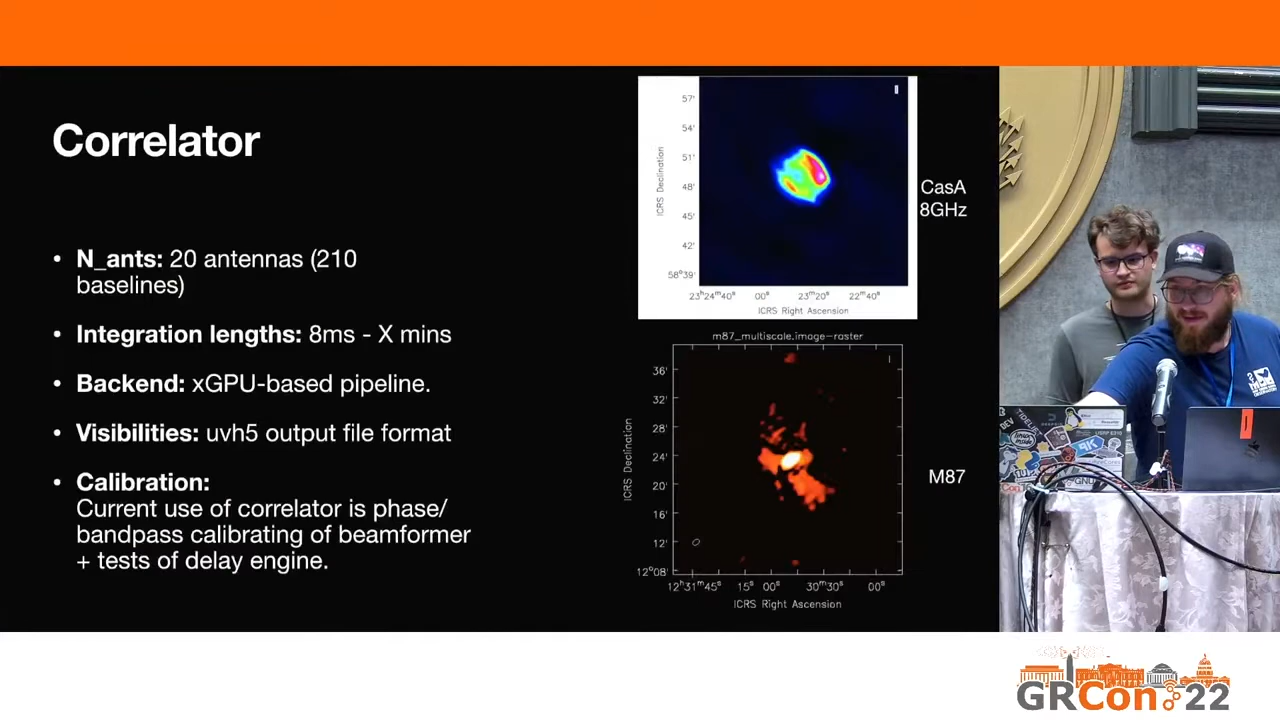 Correlator
• N_ants: 20 antennas (210
baselines)
• Integration lengths: 8ms - X mins
• Backend: xGPU-based pipeline.
• Visibilities: uvh5 output file format
• Calibration:
Current use of correlator is phase/
bandpass calibrating of beamformer
+ tests of delay engine.
57'
54'
51'
48'
45'
42'
58°39'
ICRS Declination
23ʰ24ᵐ40ˢ 00ˢ 23ᵐ20ˢ 22ᵐ40ˢ
ICRS Right Ascension
CasA
8GHz
m87_multiscale.image-raster
36'
32'
28'
24'
20'
16'
12'
12°08'
ICRS Declination
12ʰ31ᵐ45ˢ 15ˢ 00ˢ 30ᵐ30ˢ 00ˢ
ICRS Right Ascension
M87
GRCon 22